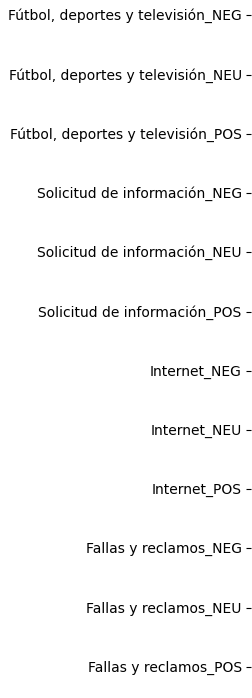 Fútbol, deportes y televisión_NEG
Fútbol, deportes y televisión_NEU
Fútbol, deportes y televisión_POS
Solicitud de información_NEG
Solicitud de información_NEU
Solicitud de información_POS
Internet_NEG
Internet_NEU
Internet_POS
Fallas y reclamos_NEG
Fallas y reclamos_NEU
Fallas y reclamos_POS